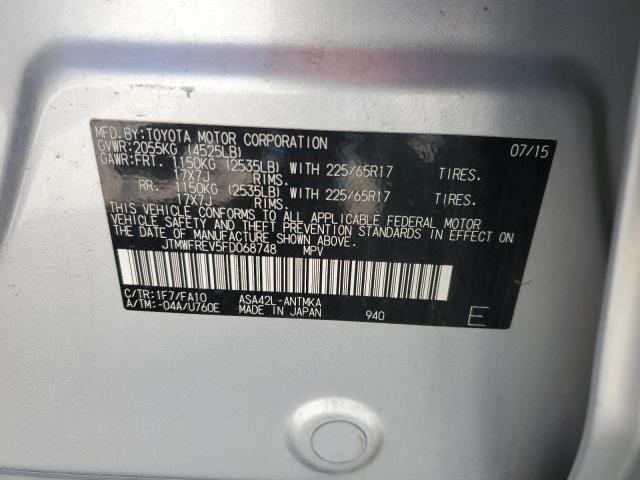 MFD.BY:TOYOTA MOTOR CORPORATION 07/15
GVWR:2055KG (4525LB)
GAWR:FRT. 1150KG (2535LB) WITH 225/65R17 TIRES.
17X7J RIMS.
RR. 1150KG (2535LB) WITH 225/65R17 TIRES.
17X7J RIMS.
THIS VEHICLE CONFORMS TO ALL APPLICABLE FEDERAL MOTOR
VEHICLE SAFETY AND THEFT PREVENTION STANDARDS IN EFFECT ON
THE DATE OF MANUFACTURE SHOWN ABOVE.
JTMWFREV5FD068748 MPV
C/TR:1F7/FA10 ASA42L-ANTMKA
A/TM:-04A/U760E MADE IN JAPAN 940 E